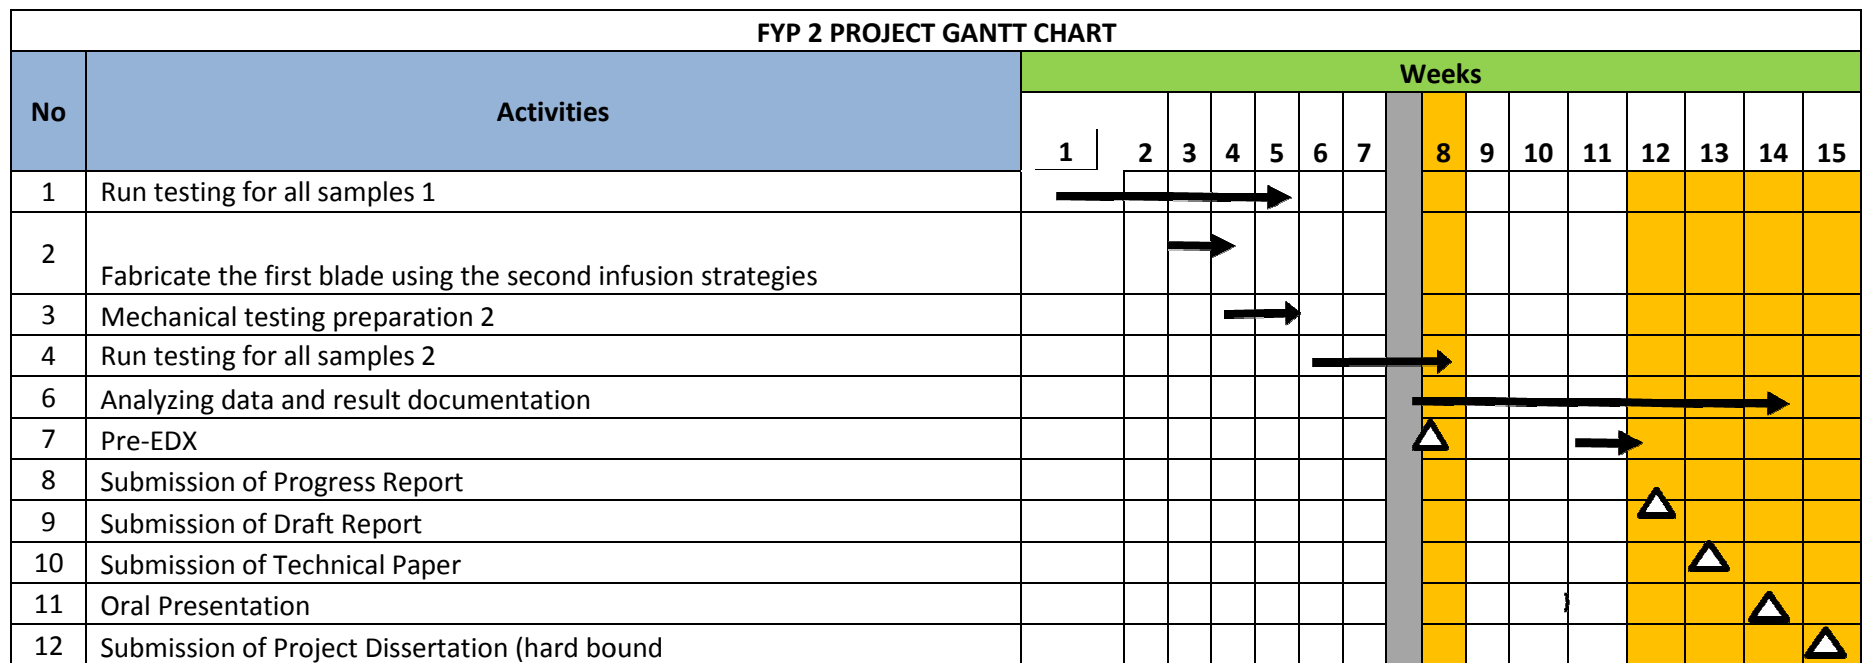 FYP 2 PROJECT GANTT CHART
No Activities Weeks
1 2 3 4 5 6 7 8 9 10 11 12 13 14 15
1 Run testing for all samples 1
2 Fabricate the first blade using the second infusion strategies
3 Mechanical testing preparation 2
4 Run testing for all samples 2
6 Analyzing data and result documentation
7 Pre-EDX
8 Submission of Progress Report
9 Submission of Draft Report
10 Submission of Technical Paper
11 Oral Presentation
12 Submission of Project Dissertation (hard bound